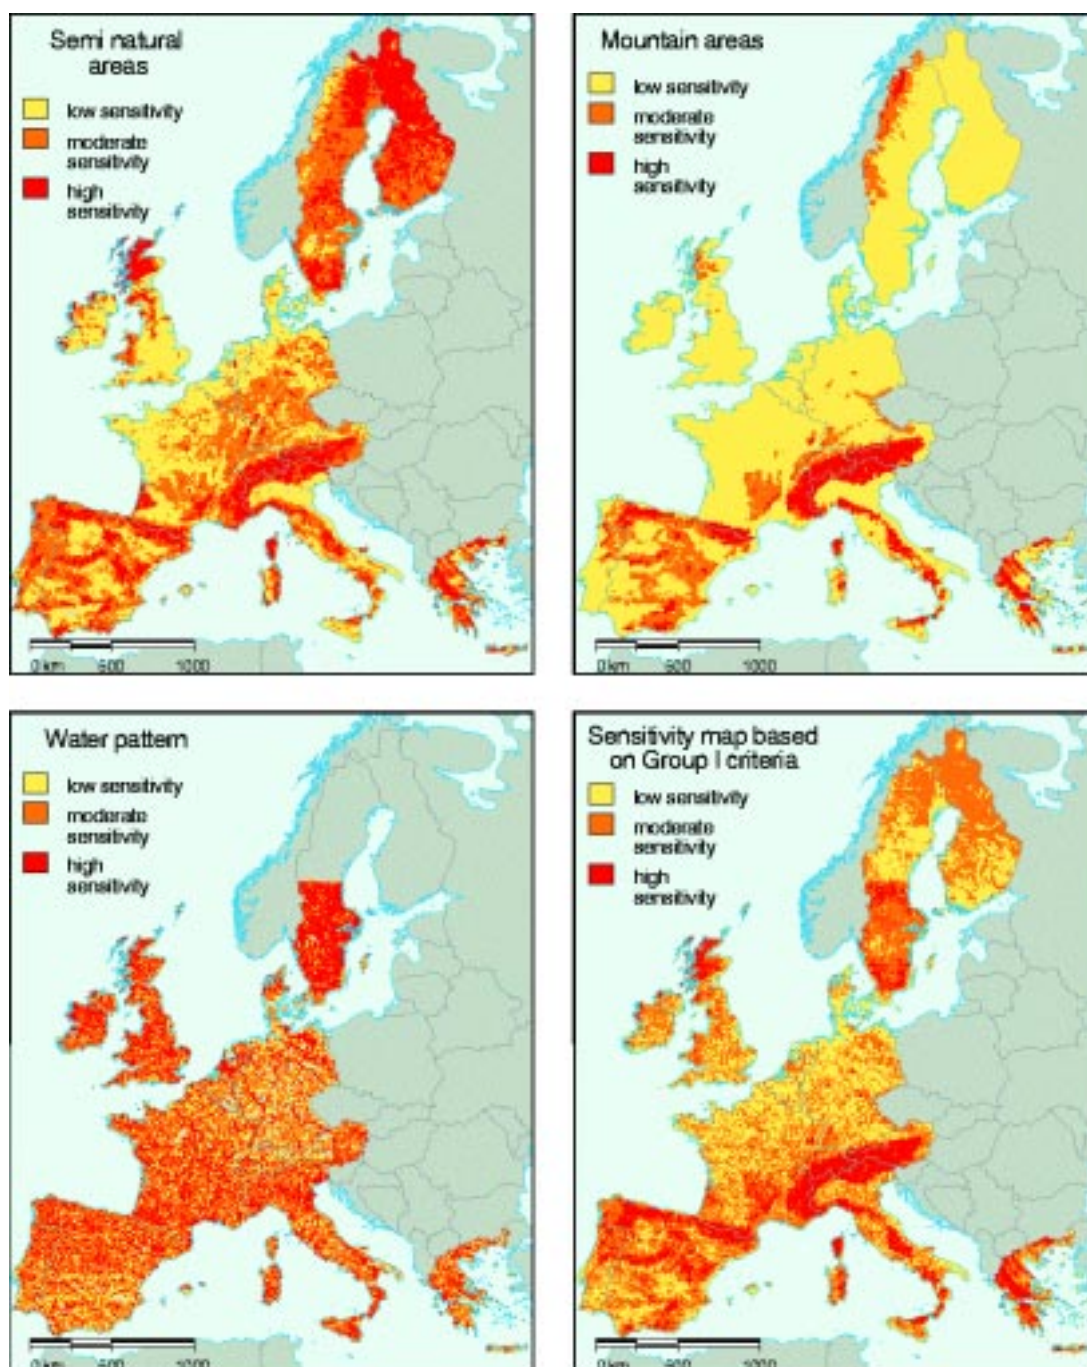 Semi natural
areas
low sensitivity
moderate
sensitivity
high
sensitivity
0 km 500 1000
Mountain areas
low sensitivity
moderate
sensitivity
high
sensitivity
0 km 500 1000
Water pattern
low sensitivity
moderate
sensitivity
high
sensitivity
0 km 500 1000
Sensitivity map based
on Group I criteria
low sensitivity
moderate
sensitivity
high
sensitivity
0 km 500 1000